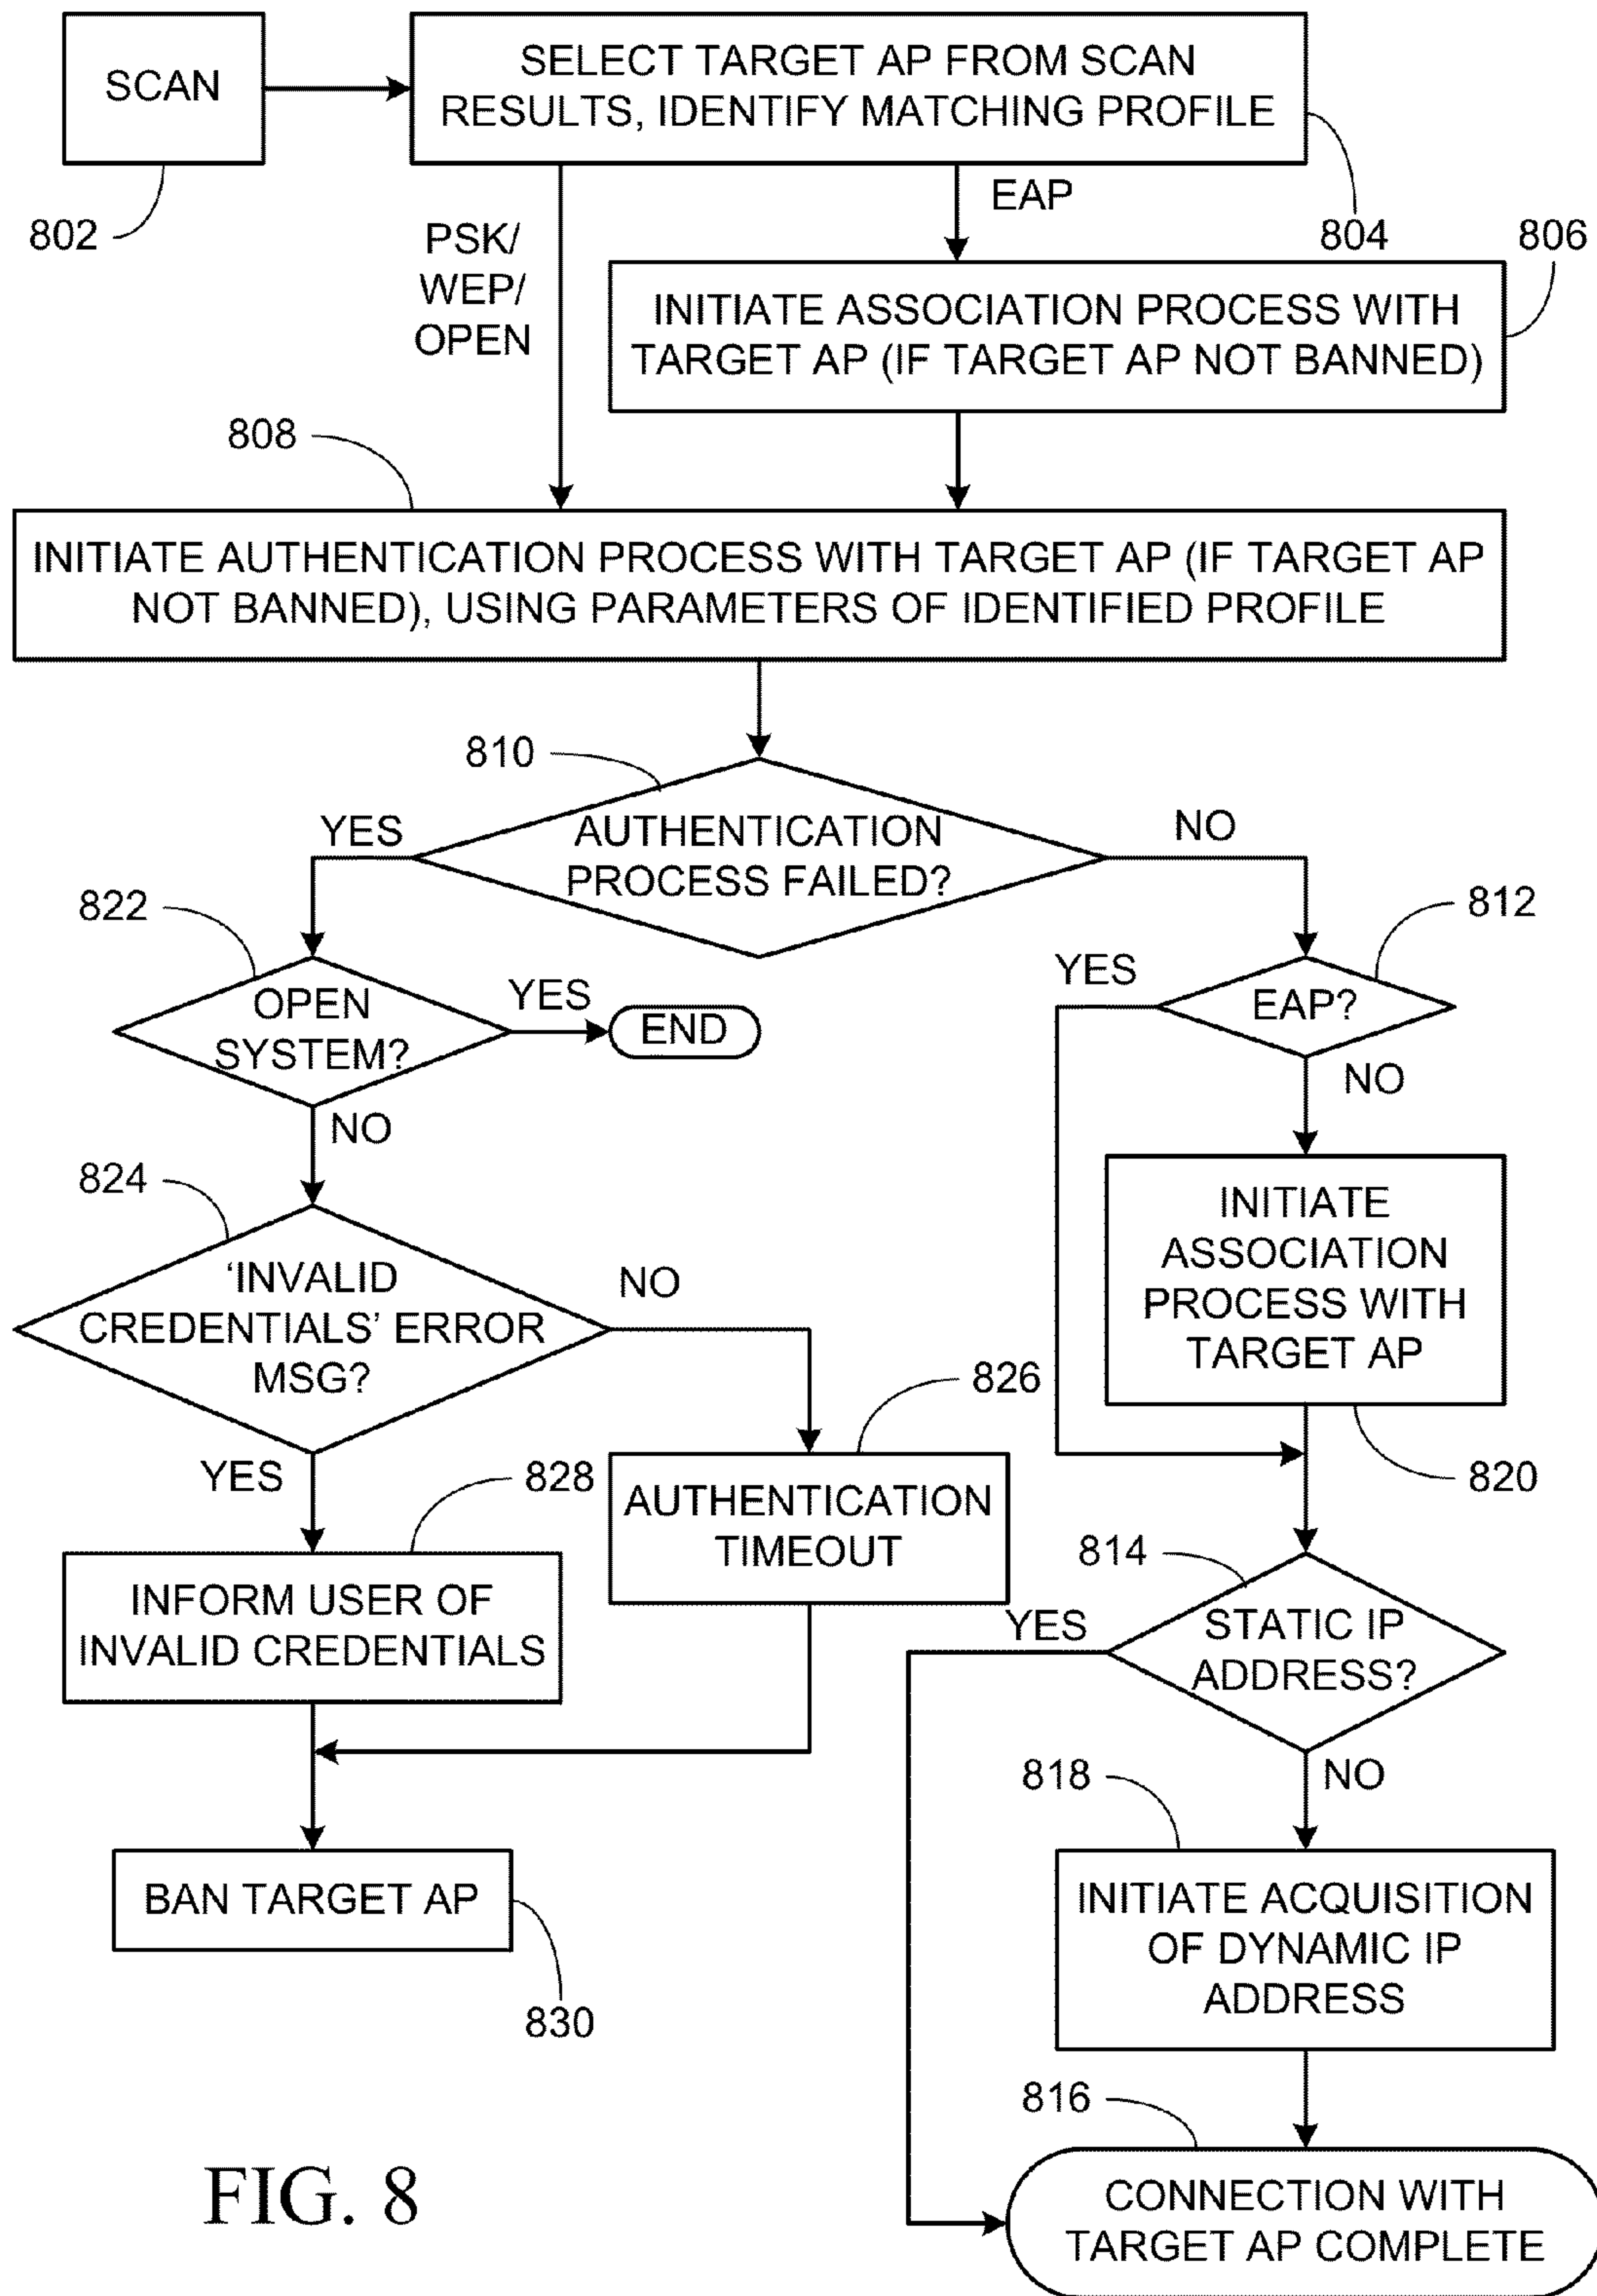 SCAN
SELECT TARGET AP FROM SCAN
RESULTS, IDENTIFY MATCHING PROFILE
802
804
PSK/
WEP/
OPEN
EAP
806
INITIATE ASSOCIATION PROCESS WITH
TARGET AP (IF TARGET AP NOT BANNED)
808
INITIATE AUTHENTICATION PROCESS WITH TARGET AP (IF TARGET AP
NOT BANNED), USING PARAMETERS OF IDENTIFIED PROFILE
810
AUTHENTICATION
PROCESS FAILED?
YES
NO
822
OPEN
SYSTEM?
YES
END
NO
812
EAP?
YES
NO
824
'INVALID
CREDENTIALS' ERROR
MSG?
NO
YES
INITIATE
ASSOCIATION
PROCESS WITH
TARGET AP
820
826
AUTHENTICATION
TIMEOUT
828
INFORM USER OF
INVALID CREDENTIALS
814
STATIC IP
ADDRESS?
YES
NO
BAN TARGET AP
830
818
INITIATE ACQUISITION
OF DYNAMIC IP
ADDRESS
816
CONNECTION WITH
TARGET AP COMPLETE
FIG. 8